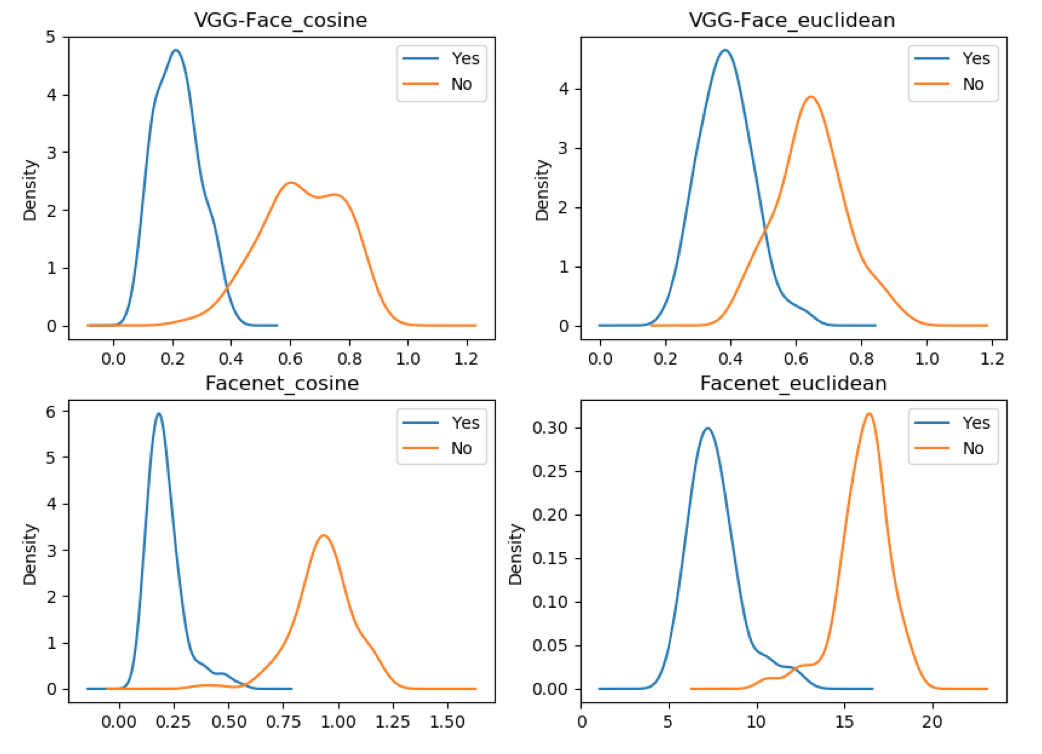 VGG-Face_cosine
5
4
3
2
1
0
Density
Yes
No
0.0 0.2 0.4 0.6 0.8 1.0 1.2
VGG-Face_euclidean
4
3
2
1
0
Density
Yes
No
0.0 0.2 0.4 0.6 0.8 1.0 1.2
Facenet_cosine
6
5
4
3
2
1
0
Density
Yes
No
0.00 0.25 0.50 0.75 1.00 1.25 1.50
Facenet_euclidean
0.30
0.25
0.20
0.15
0.10
0.05
0.00
Density
Yes
No
0 5 10 15 20